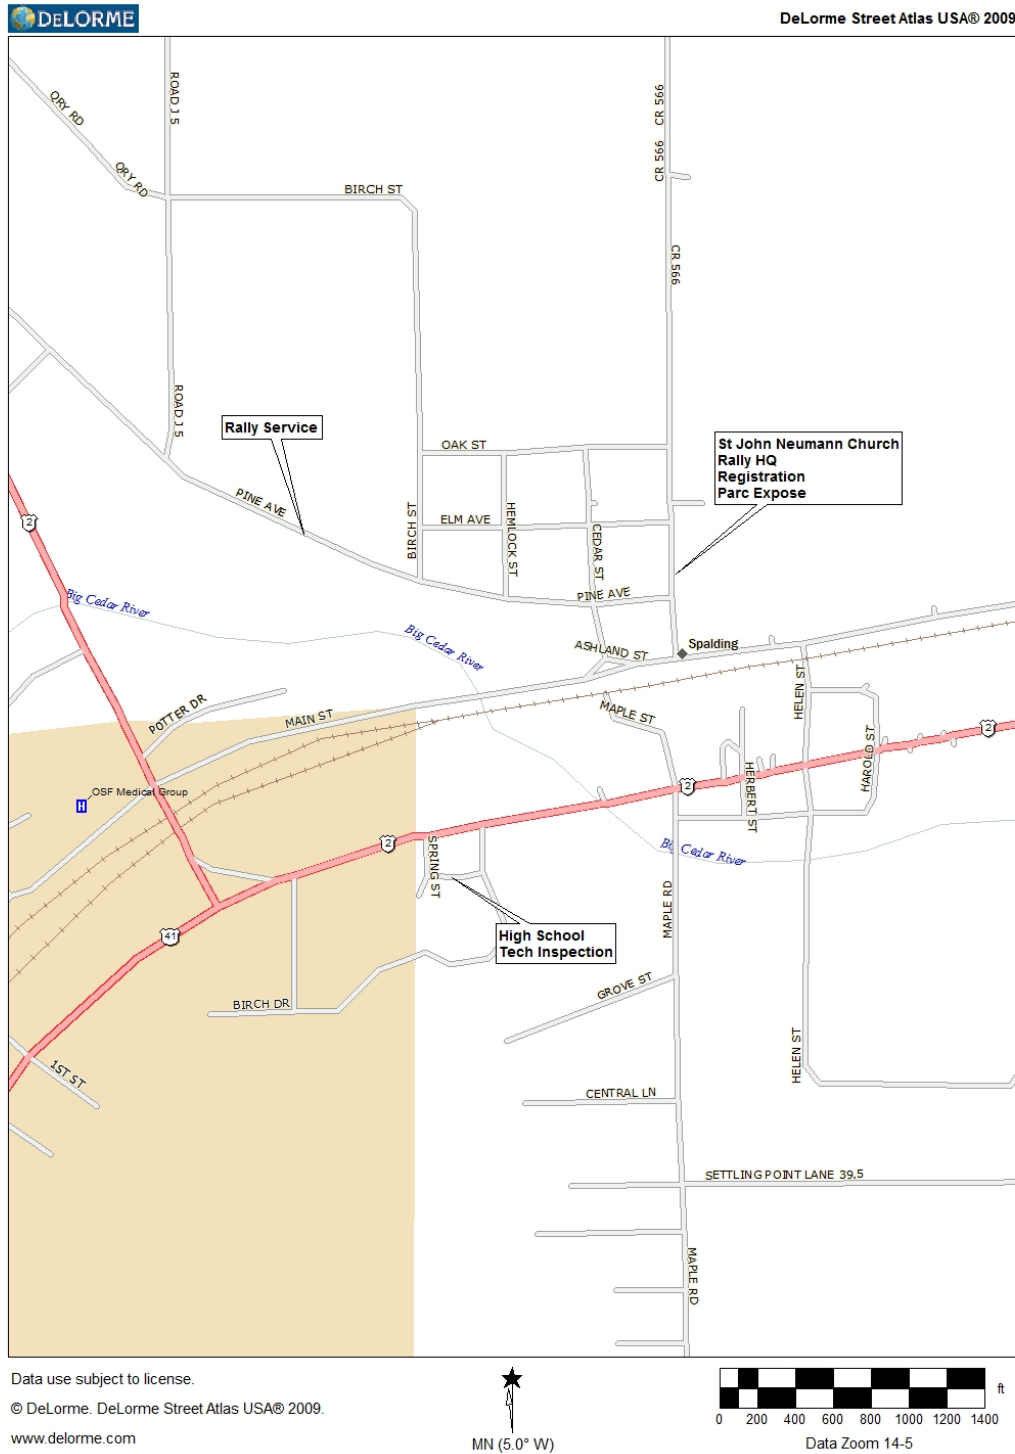 DELORME
DeLorme Street Atlas USA® 2009
QRY RD
ROAD J 5
CR 566
CR 566
QRY RD
BIRCH ST
CR 566
ROAD J 5
Rally Service
OAK ST
St John Neumann Church
Rally HQ
Registration
Parc Expose
PINE AVE
BIRCH ST
ELM AVE
HEMLOCK ST
CEDAR ST
2
PINE AVE
Big Cedar River
Big Cedar River
ASHLAND ST
Spalding
POTTER DR
MAIN ST
MAPLE ST
HELEN ST
HAROLD ST
2
HERBERT ST
2
H
OSF Medical Group
2
SPRING ST
Big Cedar River
MAPLE RD
41
High School
Tech Inspection
BIRCH DR
GROVE ST
HELEN ST
1ST ST
CENTRAL LN
SETTLING POINT LANE 39.5
MAPLE RD
Data use subject to license.
© DeLorme. DeLorme Street Atlas USA® 2009.
www.delorme.com
MN (5.0° W)
ft
0 200 400 600 800 1000 1200 1400
Data Zoom 14-5